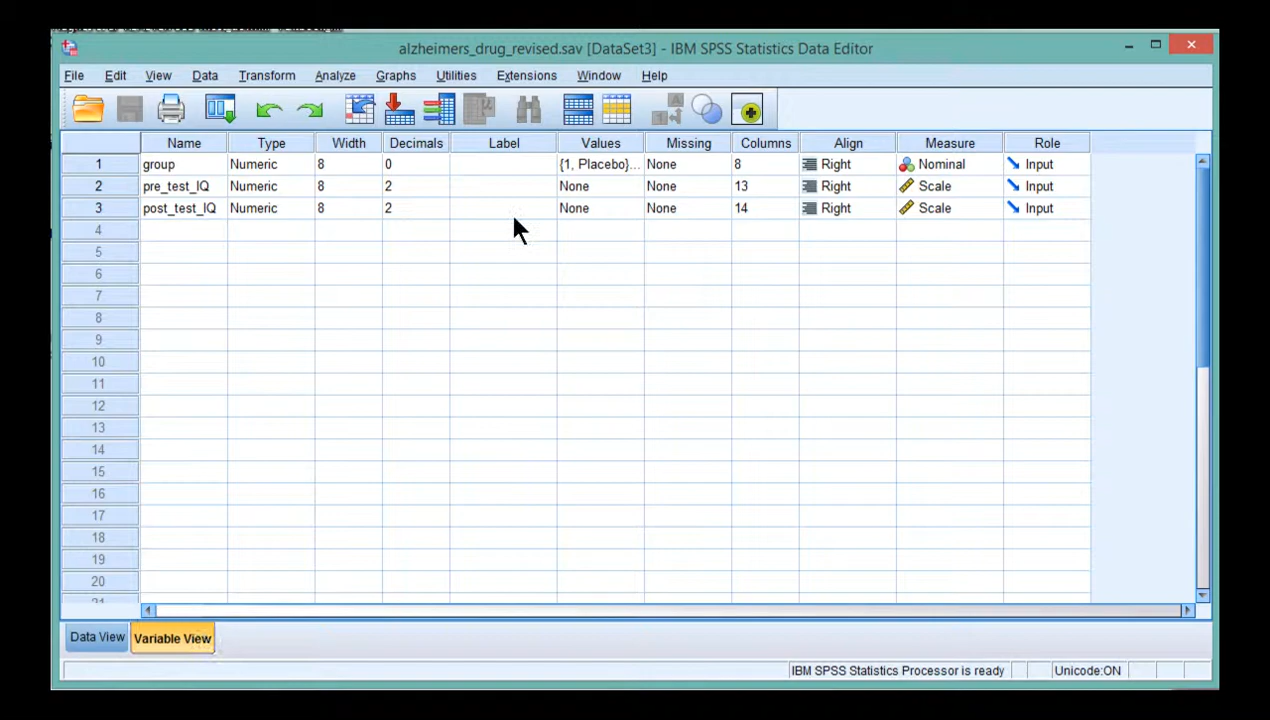 alzheimers_drug_revised.sav [DataSet3] - IBM SPSS Statistics Data Editor
File Edit View Data Transform Analyze Graphs Utilities Extensions Window Help
Name Type Width Decimals Label Values Missing Columns Align Measure Role
1 group Numeric 8 0 {1, Placebo}... None 8 Right Nominal Input
2 pre_test_IQ Numeric 8 2 None None 13 Right Scale Input
3 post_test_IQ Numeric 8 2 None None 14 Right Scale Input
4
5
6
7
8
9
10
11
12
13
14
15
16
17
18
19
20
21
Data View Variable View
IBM SPSS Statistics Processor is ready Unicode:ON